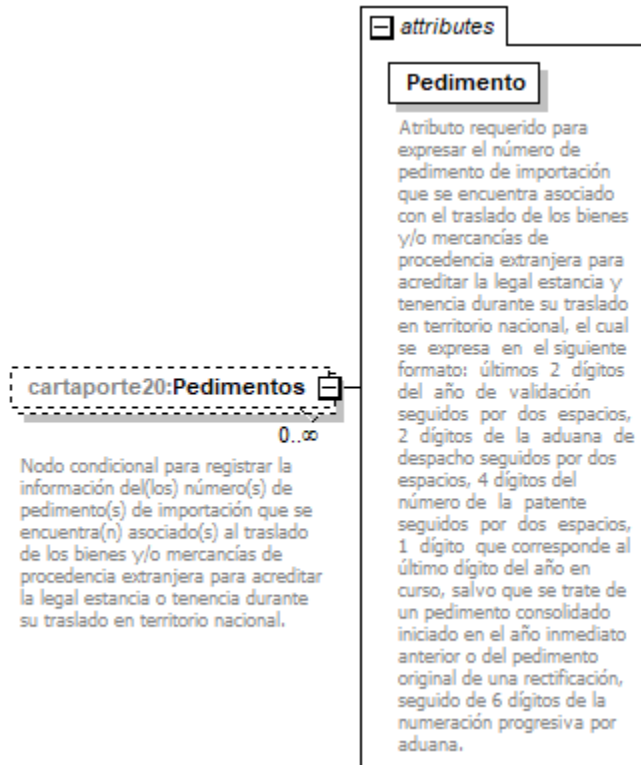 attributes
Pedimento
Atributo requerido para
expresar el número de
pedimento de importación
que se encuentra asociado
con el traslado de los bienes
y/o mercancías de
procedencia extranjera para
acreditar la legal estancia y
tenencia durante su traslado
en territorio nacional, el cual
se expresa en el siguiente
formato: últimos 2 dígitos
del año de validación
seguidos por dos espacios,
2 dígitos de la aduana de
despacho seguidos por dos
espacios, 4 dígitos del
número de la patente
seguidos por dos espacios,
1 dígito que corresponde al
último dígito del año en
curso, salvo que se trate de
un pedimento consolidado
iniciado en el año inmediato
anterior o del pedimento
original de una rectificación,
seguido de 6 dígitos de la
numeración progresiva por
aduana.
cartaporte20:Pedimentos
0..∞
Nodo condicional para registrar la
información del(los) número(s) de
pedimento(s) de importación que se
encuentra(n) asociado(s) al traslado
de los bienes y/o mercancías de
procedencia extranjera para acreditar
la legal estancia o tenencia durante
su traslado en territorio nacional.